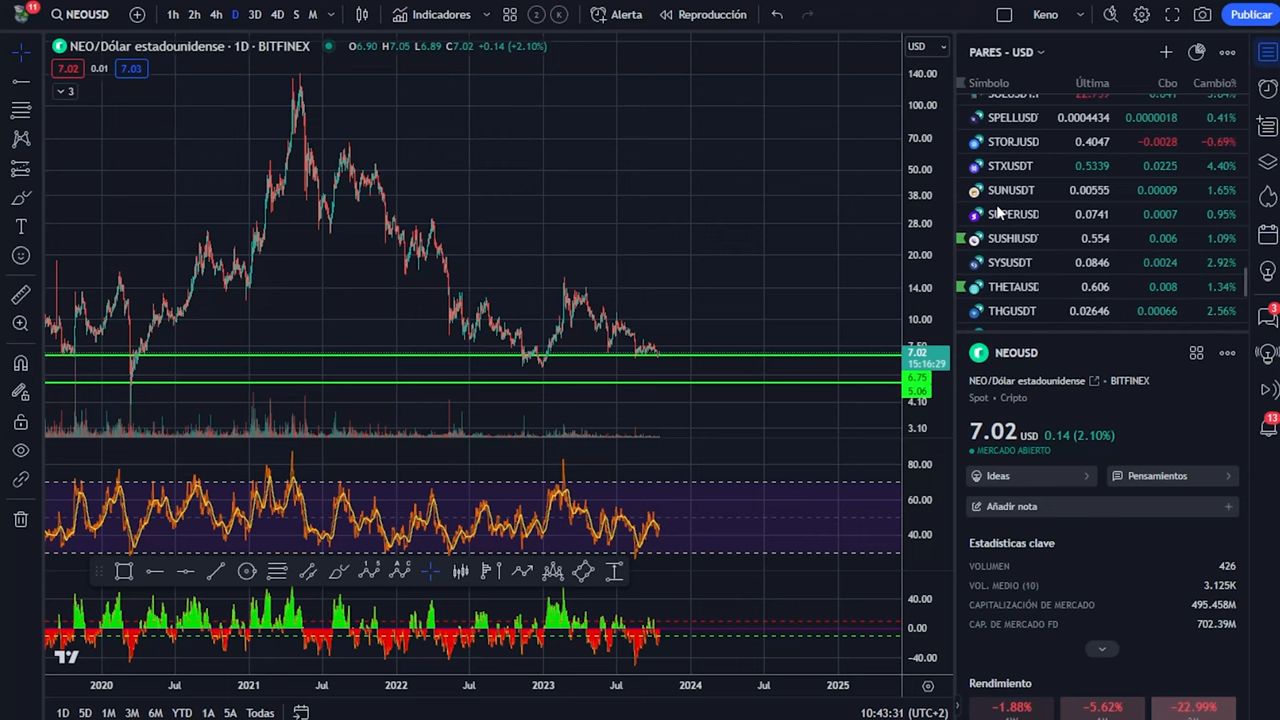 11
NEOUSD
1h 2h 4h D 3D 4D S M
Indicadores
2 K
Alerta
Reproducción
Keno
Publicar
NEO/Dólar estadounidense · 1D · BITFINEX
O6.90 H7.05 L6.89 C7.02 +0.14 (+2.10%)
7.02 0.01 7.03
3
USD
140.00
100.00
70.00
50.00
38.00
28.00
20.00
14.00
10.00
7.02
15:16:29
6.75
5.06
4.10
3.10
80.00
60.00
40.00
40.00
0.00
−40.00
2020 Jul 2021 Jul 2022 Jul 2023 Jul 2024 Jul 2025
1D 5D 1M 3M 6M YTD 1A 5A Todas
10:43:31 (UTC+2)
PARES - USD
Símbolo Última Cbo Cambio%
SPELLUSD 0.0004434 0.0000018 0.41%
STORJUSD 0.4047 −0.0028 −0.69%
STXUSDT 0.5339 0.0225 4.40%
SUNUSDT 0.00555 0.00009 1.65%
SUPERUSD 0.0741 0.0007 0.95%
SUSHIUSD 0.554 0.006 1.09%
SYSUSDT 0.0846 0.0024 2.92%
THETAUSD 0.606 0.008 1.34%
THGUSDT 0.02646 0.00066 2.56%
NEOUSD
NEO/Dólar estadounidense · BITFINEX
Spot • Cripto
7.02 USD 0.14 (2.10%)
MERCADO ABIERTO
Ideas
Pensamientos
Añadir nota
Estadísticas clave
VOLUMEN 426
VOL. MEDIO (10) 3.125K
CAPITALIZACIÓN DE MERCADO 495.458M
CAP. DE MERCADO FD 702.39M
Rendimiento
−1.88% −5.62% −22.99%
3
13